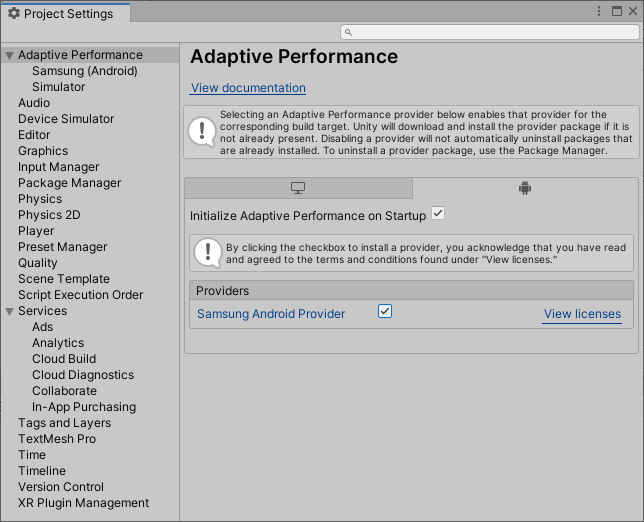 Project Settings
Adaptive Performance
Samsung (Android)
Simulator
Audio
Device Simulator
Editor
Graphics
Input Manager
Package Manager
Physics
Physics 2D
Player
Preset Manager
Quality
Scene Template
Script Execution Order
Services
Ads
Analytics
Cloud Build
Cloud Diagnostics
Collaborate
In-App Purchasing
Tags and Layers
TextMesh Pro
Time
Timeline
Version Control
XR Plugin Management
Adaptive Performance
View documentation
Selecting an Adaptive Performance provider below enables that provider for the
corresponding build target. Unity will download and install the provider package if it is
not already present. Disabling a provider will not automatically uninstall packages that
are already installed. To uninstall a provider package, use the Package Manager.
Initialize Adaptive Performance on Startup
By clicking the checkbox to install a provider, you acknowledge that you have read
and agreed to the terms and conditions found under "View licenses."
Providers
Samsung Android Provider
View licenses